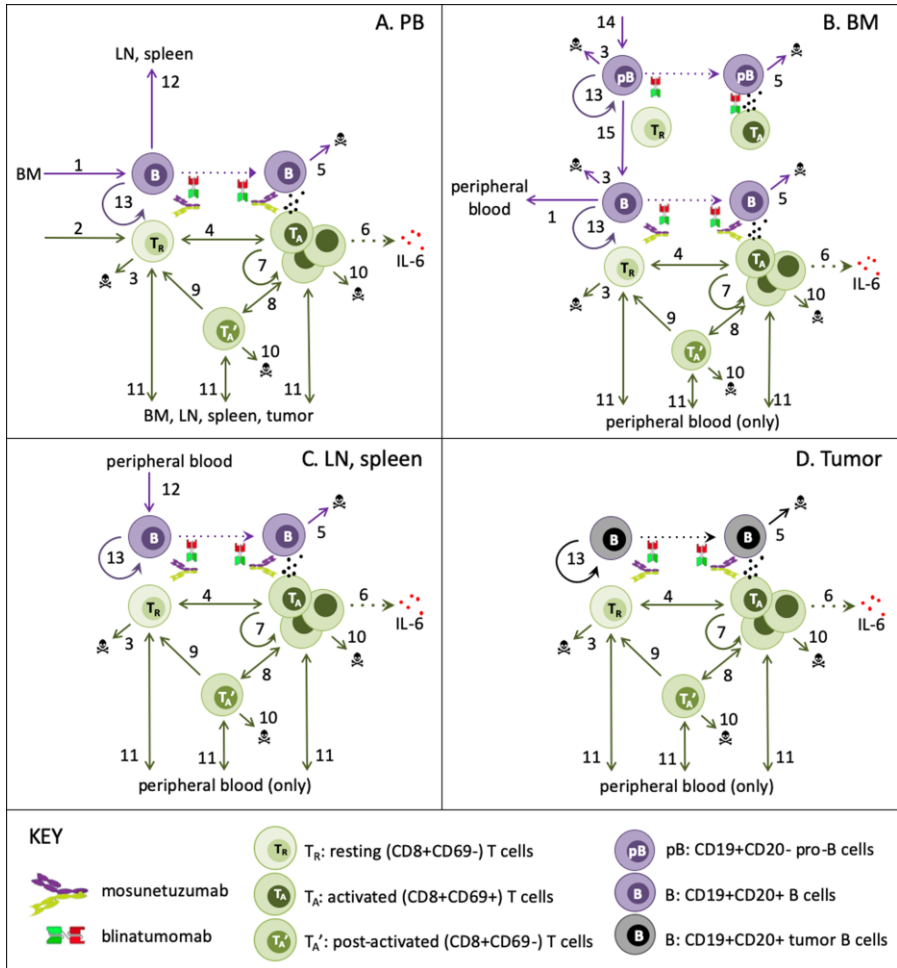 A. PB
LN, spleen
12
BM
1
B
B
5
13
2
TR
4
TA
6
IL-6
3
7
10
9
8
TA'
10
11
11
11
BM, LN, spleen, tumor
B. BM
14
3
pB
pB
5
13
TR
TA
15
3
peripheral blood
1
B
B
5
13
TR
4
TA
6
IL-6
3
7
10
9
8
TA'
10
11
11
11
peripheral blood (only)
C. LN, spleen
peripheral blood
12
B
B
5
13
TR
4
TA
6
IL-6
3
7
10
9
8
TA'
10
11
11
11
peripheral blood (only)
D. Tumor
B
B
5
13
TR
4
TA
6
IL-6
3
7
10
9
8
TA'
10
11
11
11
peripheral blood (only)
KEY
mosunetuzumab
blinatumomab
TR
TR: resting (CD8+CD69-) T cells
TA
TA: activated (CD8+CD69+) T cells
TA'
TA': post-activated (CD8+CD69-) T cells
pB
pB: CD19+CD20- pro-B cells
B
B: CD19+CD20+ B cells
B
B: CD19+CD20+ tumor B cells